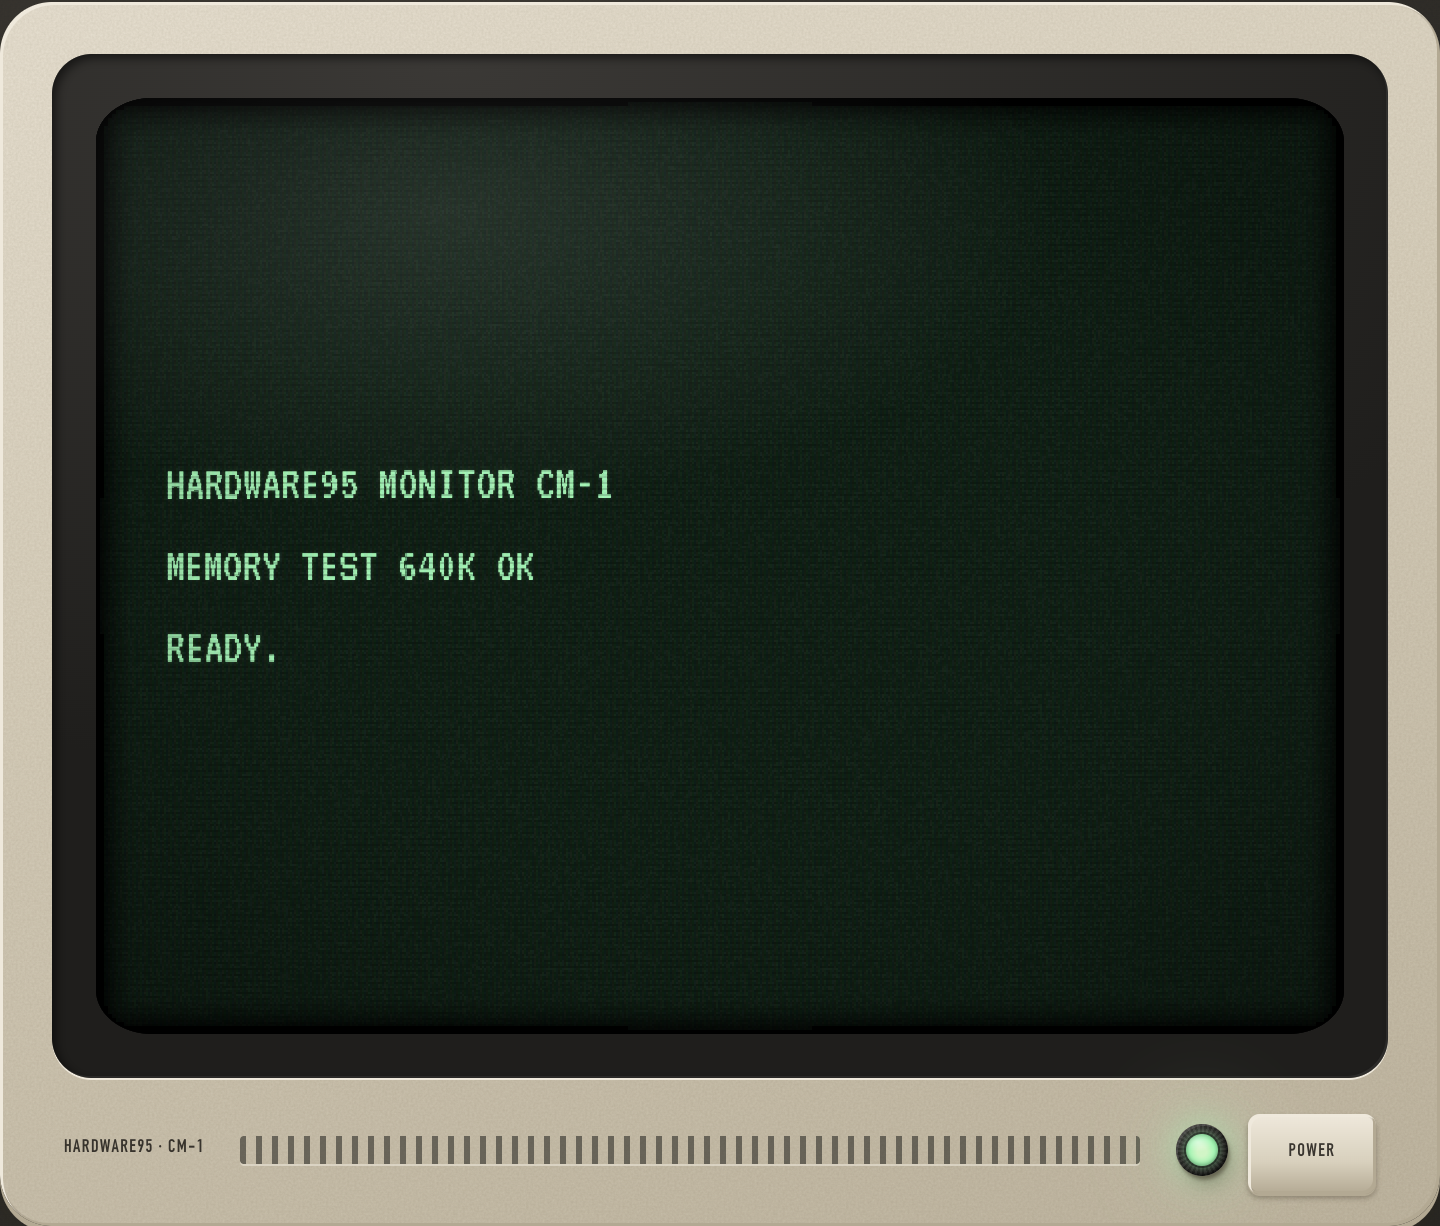 HARDWARE95 MONITOR CM-1
MEMORY TEST 640K OK
READY.
HARDWARE95 · CM-1
POWER